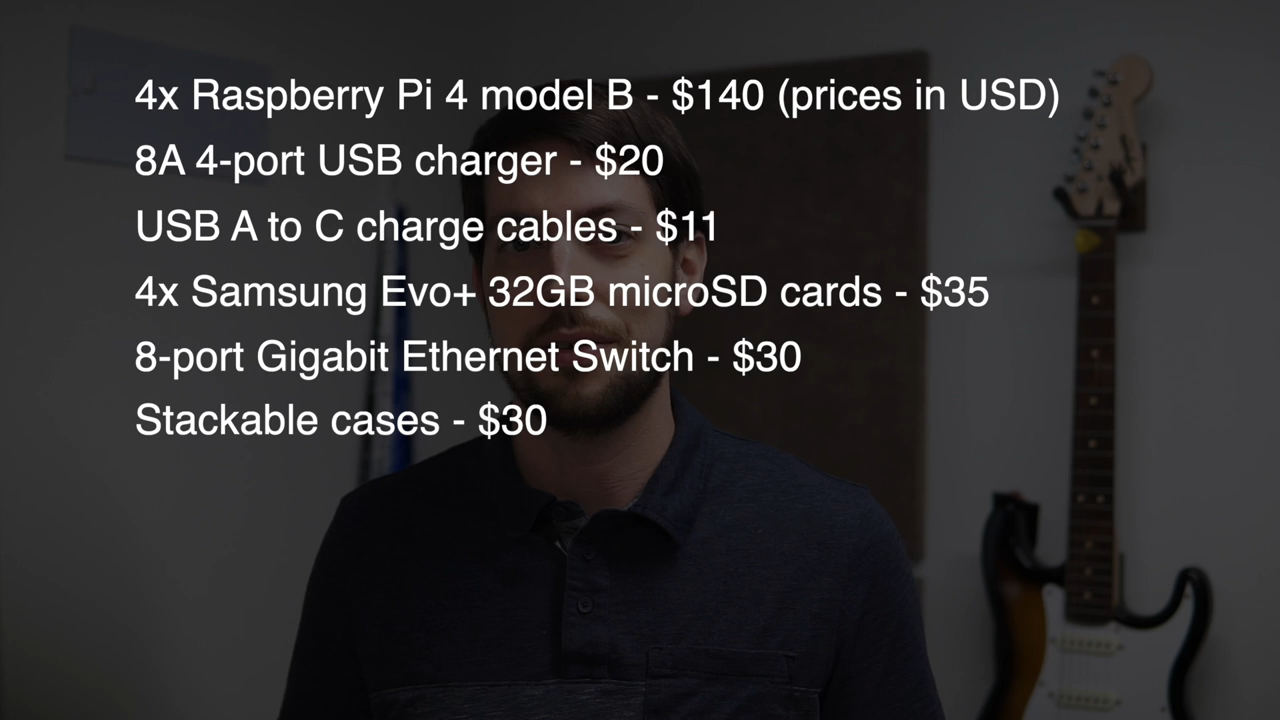 4x Raspberry Pi 4 model B - $140 (prices in USD)
8A 4-port USB charger - $20
USB A to C charge cables - $11
4x Samsung Evo+ 32GB microSD cards - $35
8-port Gigabit Ethernet Switch - $30
Stackable cases - $30